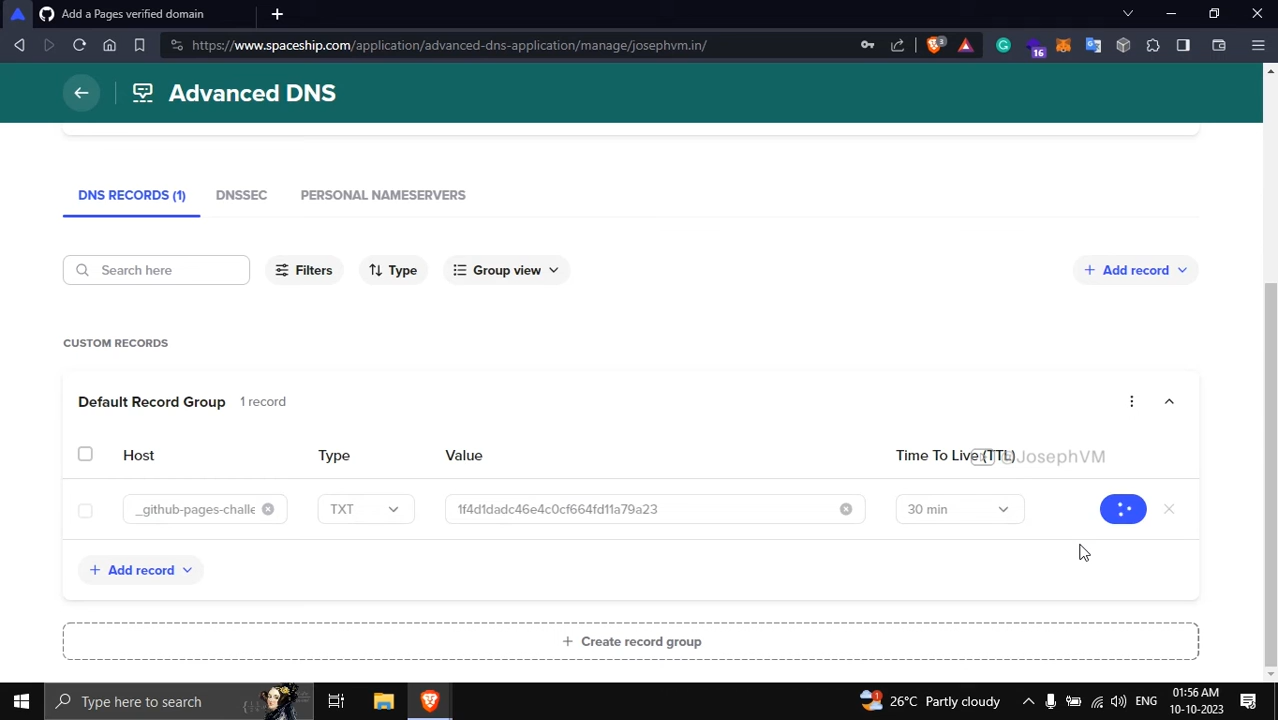 Add a Pages verified domain
https://www.spaceship.com/application/advanced-dns-application/manage/josephvm.in/
3
16
Advanced DNS
DNS RECORDS (1) DNSSEC PERSONAL NAMESERVERS
Search here Filters Type Group view Add record
CUSTOM RECORDS
Default Record Group 1 record
Host Type Value Time To Live (TTL)
@JosephVM
_github-pages-challe TXT 1f4d1dadc46e4c0cf664fd11a79a23 30 min
Add record
Create record group
Type here to search
1
26°C Partly cloudy
ENG
01:56 AM
10-10-2023